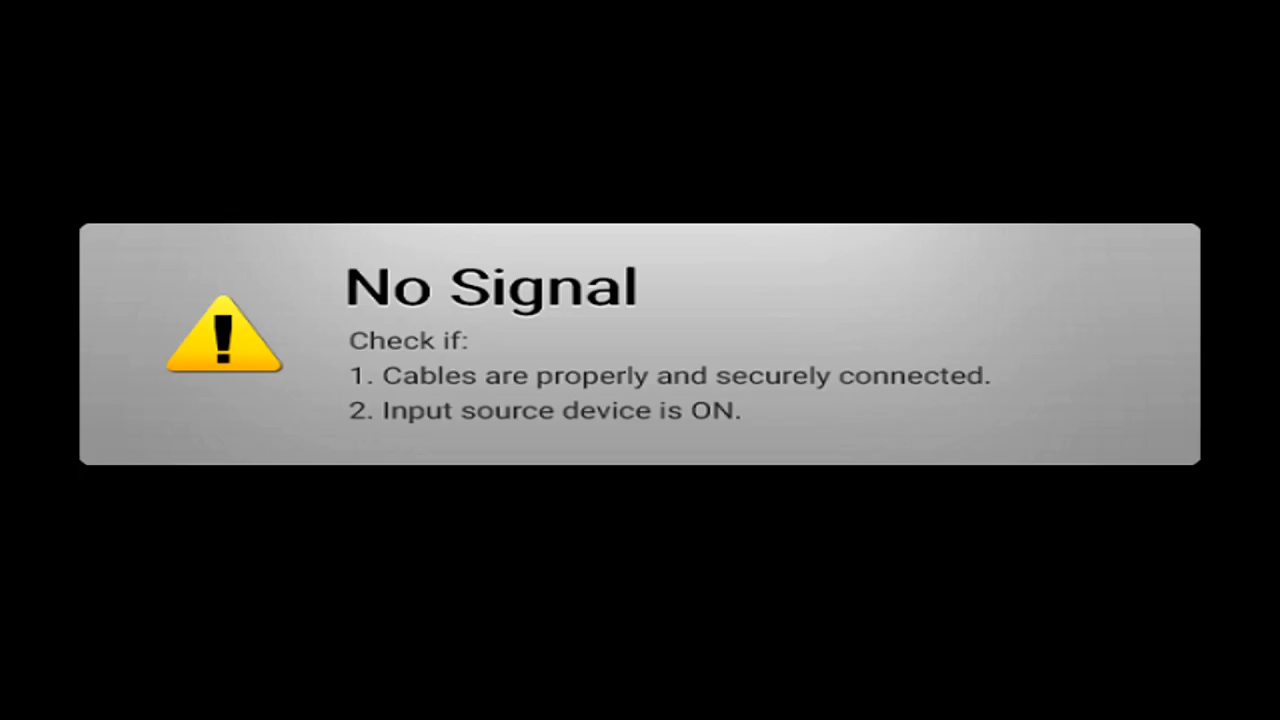 No Signal
Check if:
1. Cables are properly and securely connected.
2. Input source device is ON.